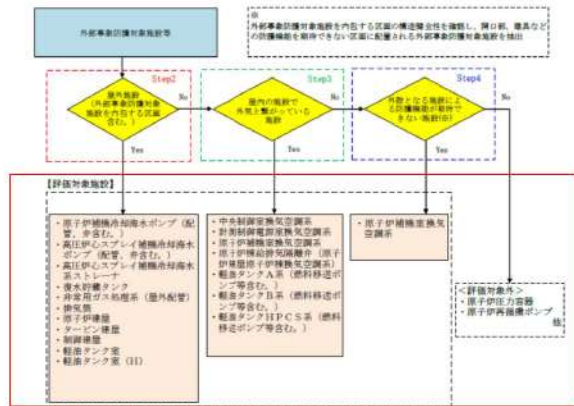 ※
外部事象防護対象施設を内包する区画の構造健全性を確認し、開口部、建具など
の防護機能を期待できない区画に配置される外部事象防護対象施設を抽出
外部事象防護対象施設等
Step2
Step3
Step4
屋外施設
(外部事象防護対象
施設を内包する区画
含む。)
No
屋内の施設で
外気と繋がっている
施設
No
外殻となる施設によ
る防護機能が期待で
きない施設(※)
No
Yes
Yes
Yes
【評価対象施設】
・原子炉補機冷却海水ポンプ(配
管、弁含む。)
・高圧炉心スプレイ補機冷却海水
ポンプ(配管、弁含む。)
・高圧炉心スプレイ補機冷却海水
系ストレーナ
・復水貯蔵タンク
・非常用ガス処理系(屋外配管)
・排気筒
・原子炉建屋
・タービン建屋
・制御建屋
・軽油タンク室
・軽油タンク室(H)
・中央制御室換気空調系
・計測制御電源室換気空調系
・原子炉補機室換気空調系
・原子炉棟給排気隔離弁(原子
炉建屋原子炉棟換気空調系)
・軽油タンクA系(燃料移送ポ
ンプ等含む。)
・軽油タンクB系(燃料移送ポ
ンプ等含む。)
・軽油タンクHPCS系(燃料
移送ポンプ等含む。)
・原子炉補機室換気
空調系
<評価対象外>
・原子炉圧力容器
・原子炉再循環ポンプ
他